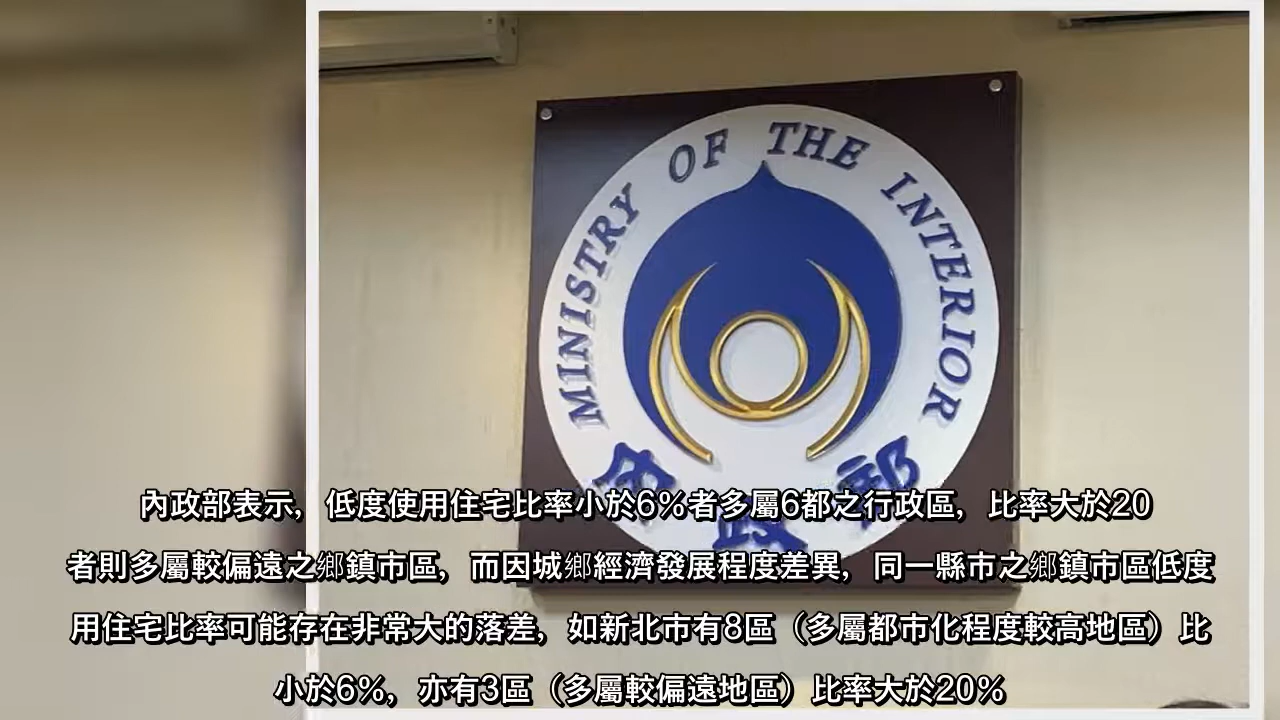 MINISTRY OF THE INTERIOR
內政部
內政部表示，低度使用住宅比率小於6%者多屬6都之行政區，比率大於20
者則多屬較偏遠之鄉鎮市區，而因城鄉經濟發展程度差異，同一縣市之鄉鎮市區低度
用住宅比率可能存在非常大的落差，如新北市有8區（多屬都市化程度較高地區）比
小於6%，亦有3區（多屬較偏遠地區）比率大於20%